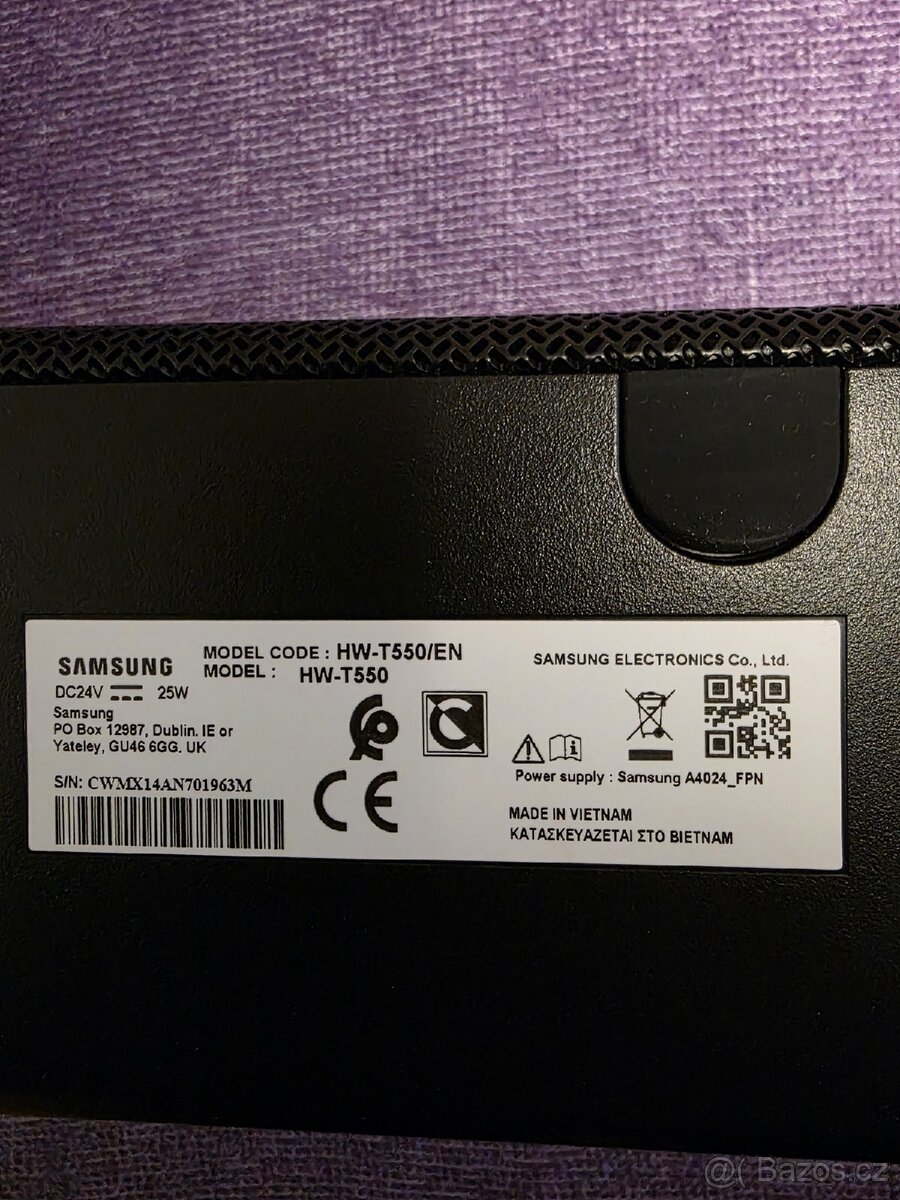 SAMSUNG
DC24V 25W
MODEL CODE : HW-T550/EN
MODEL : HW-T550
Samsung
PO Box 12987, Dublin. IE or
Yateley, GU46 6GG. UK
S/N: CWMX14AN701963M
CE
SAMSUNG ELECTRONICS Co., Ltd.
Power supply : Samsung A4024_FPN
MADE IN VIETNAM
ΚΑΤΑΣΚΕΥΑΖΕΤΑΙ ΣΤΟ ΒΙΕΤΝΑΜ
@( Bazos.cz